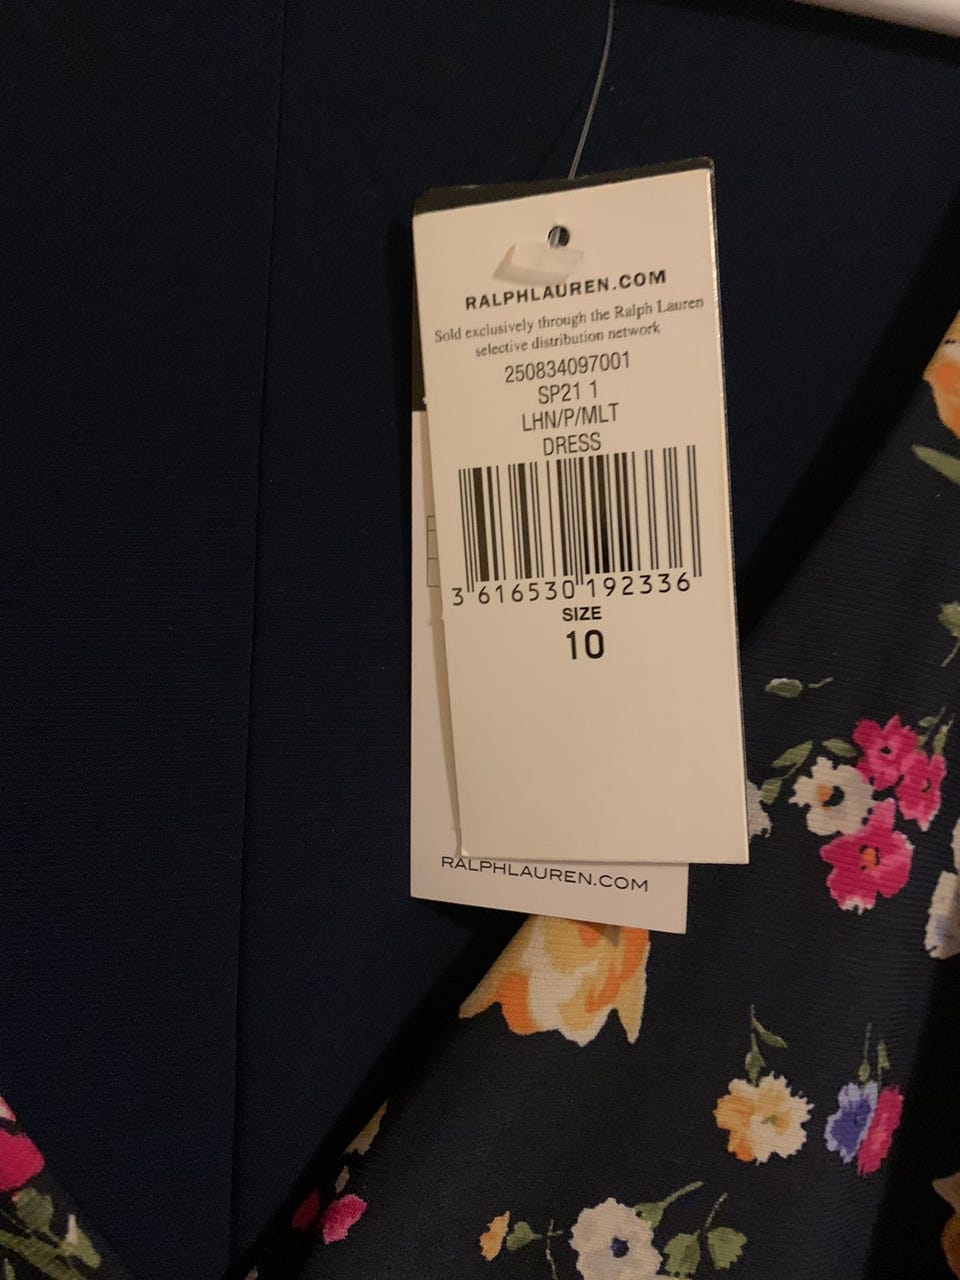 RALPHLAUREN.COM
Sold exclusively through the Ralph Lauren
selective distribution network
250834097001
SP21 1
LHN/P/MLT
DRESS
3 616530 192336
SIZE
10
RALPHLAUREN.COM